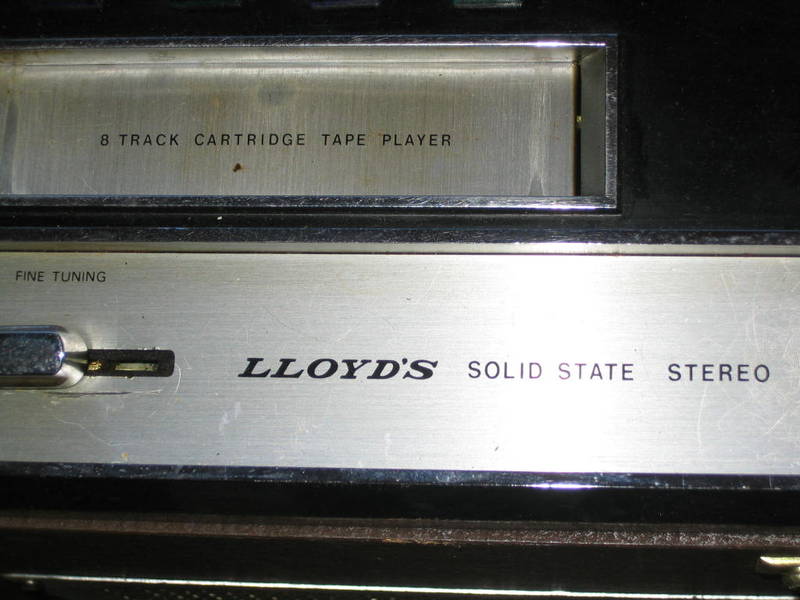 8 TRACK CARTRIDGE TAPE PLAYER
FINE TUNING
LLOYD'S SOLID STATE STEREO